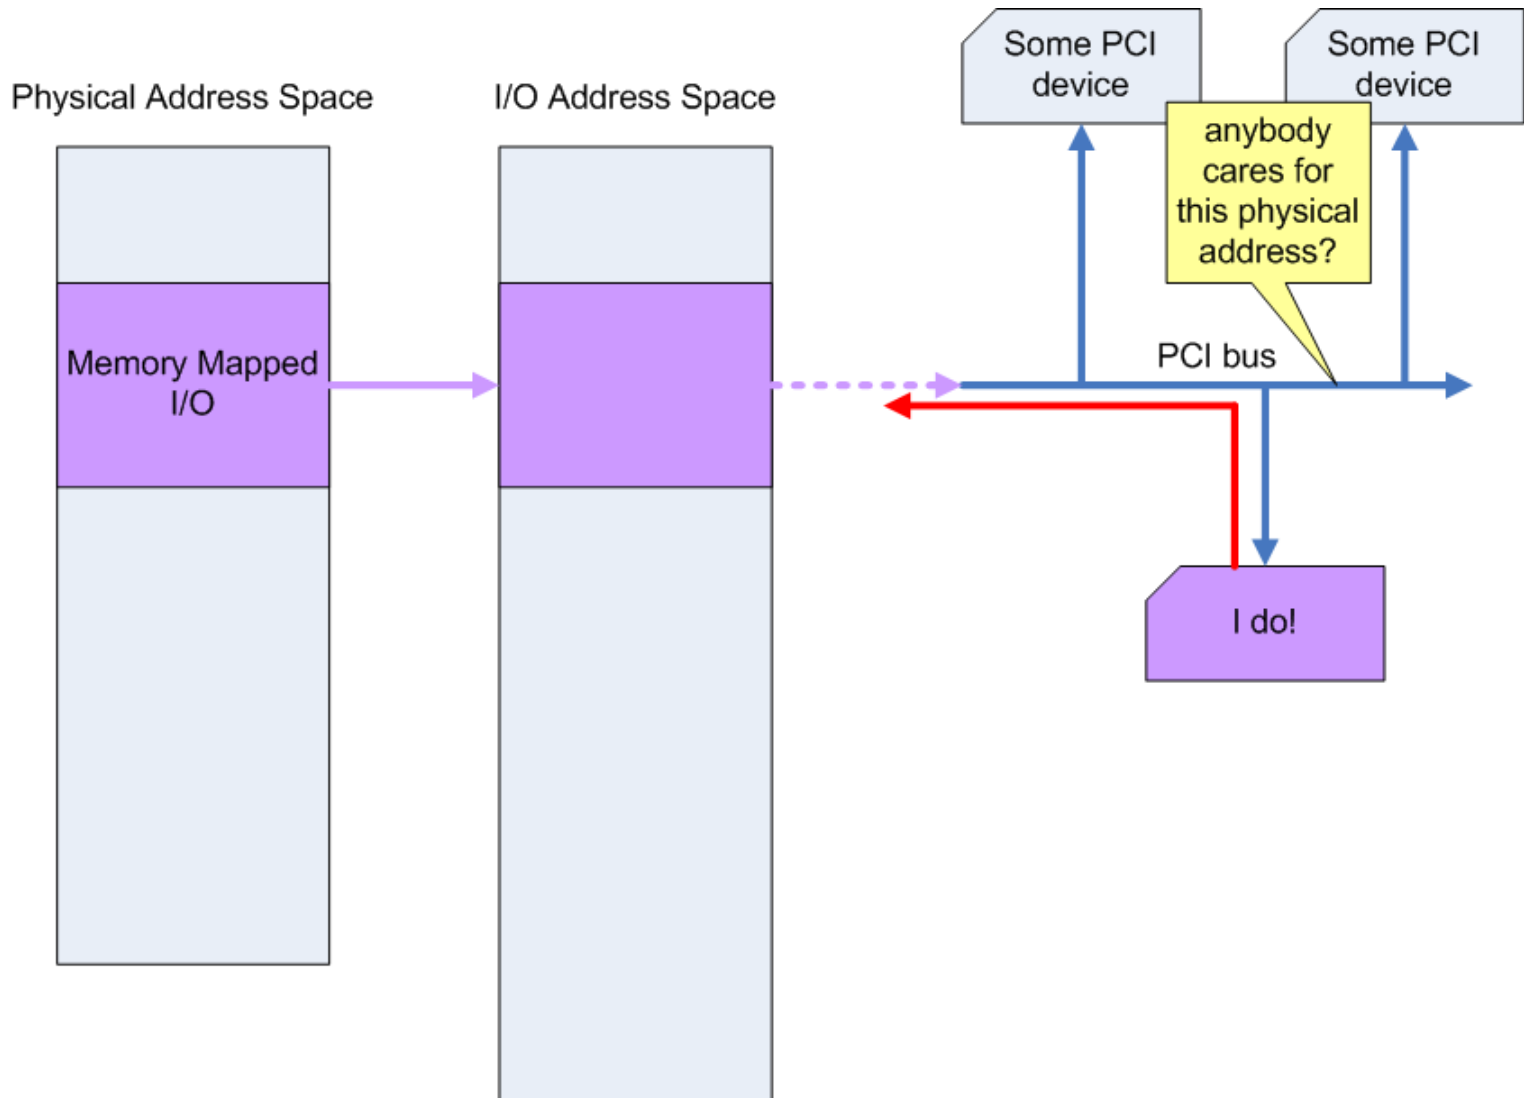 Physical Address Space
I/O Address Space
Some PCI
device
Some PCI
device
anybody
cares for
this physical
address?
PCI bus
Memory Mapped
I/O
I do!